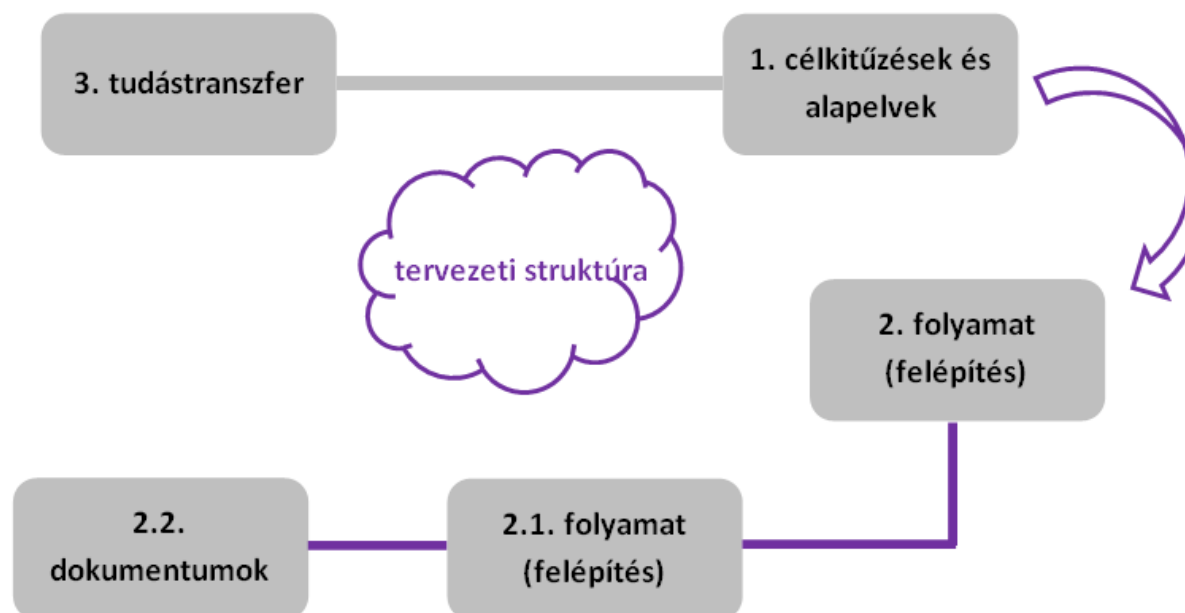 3. tudástranszfer
1. célkitűzések és
alapelvek
tervezeti struktúra
2. folyamat
(felépítés)
2.2.
dokumentumok
2.1. folyamat
(felépítés)